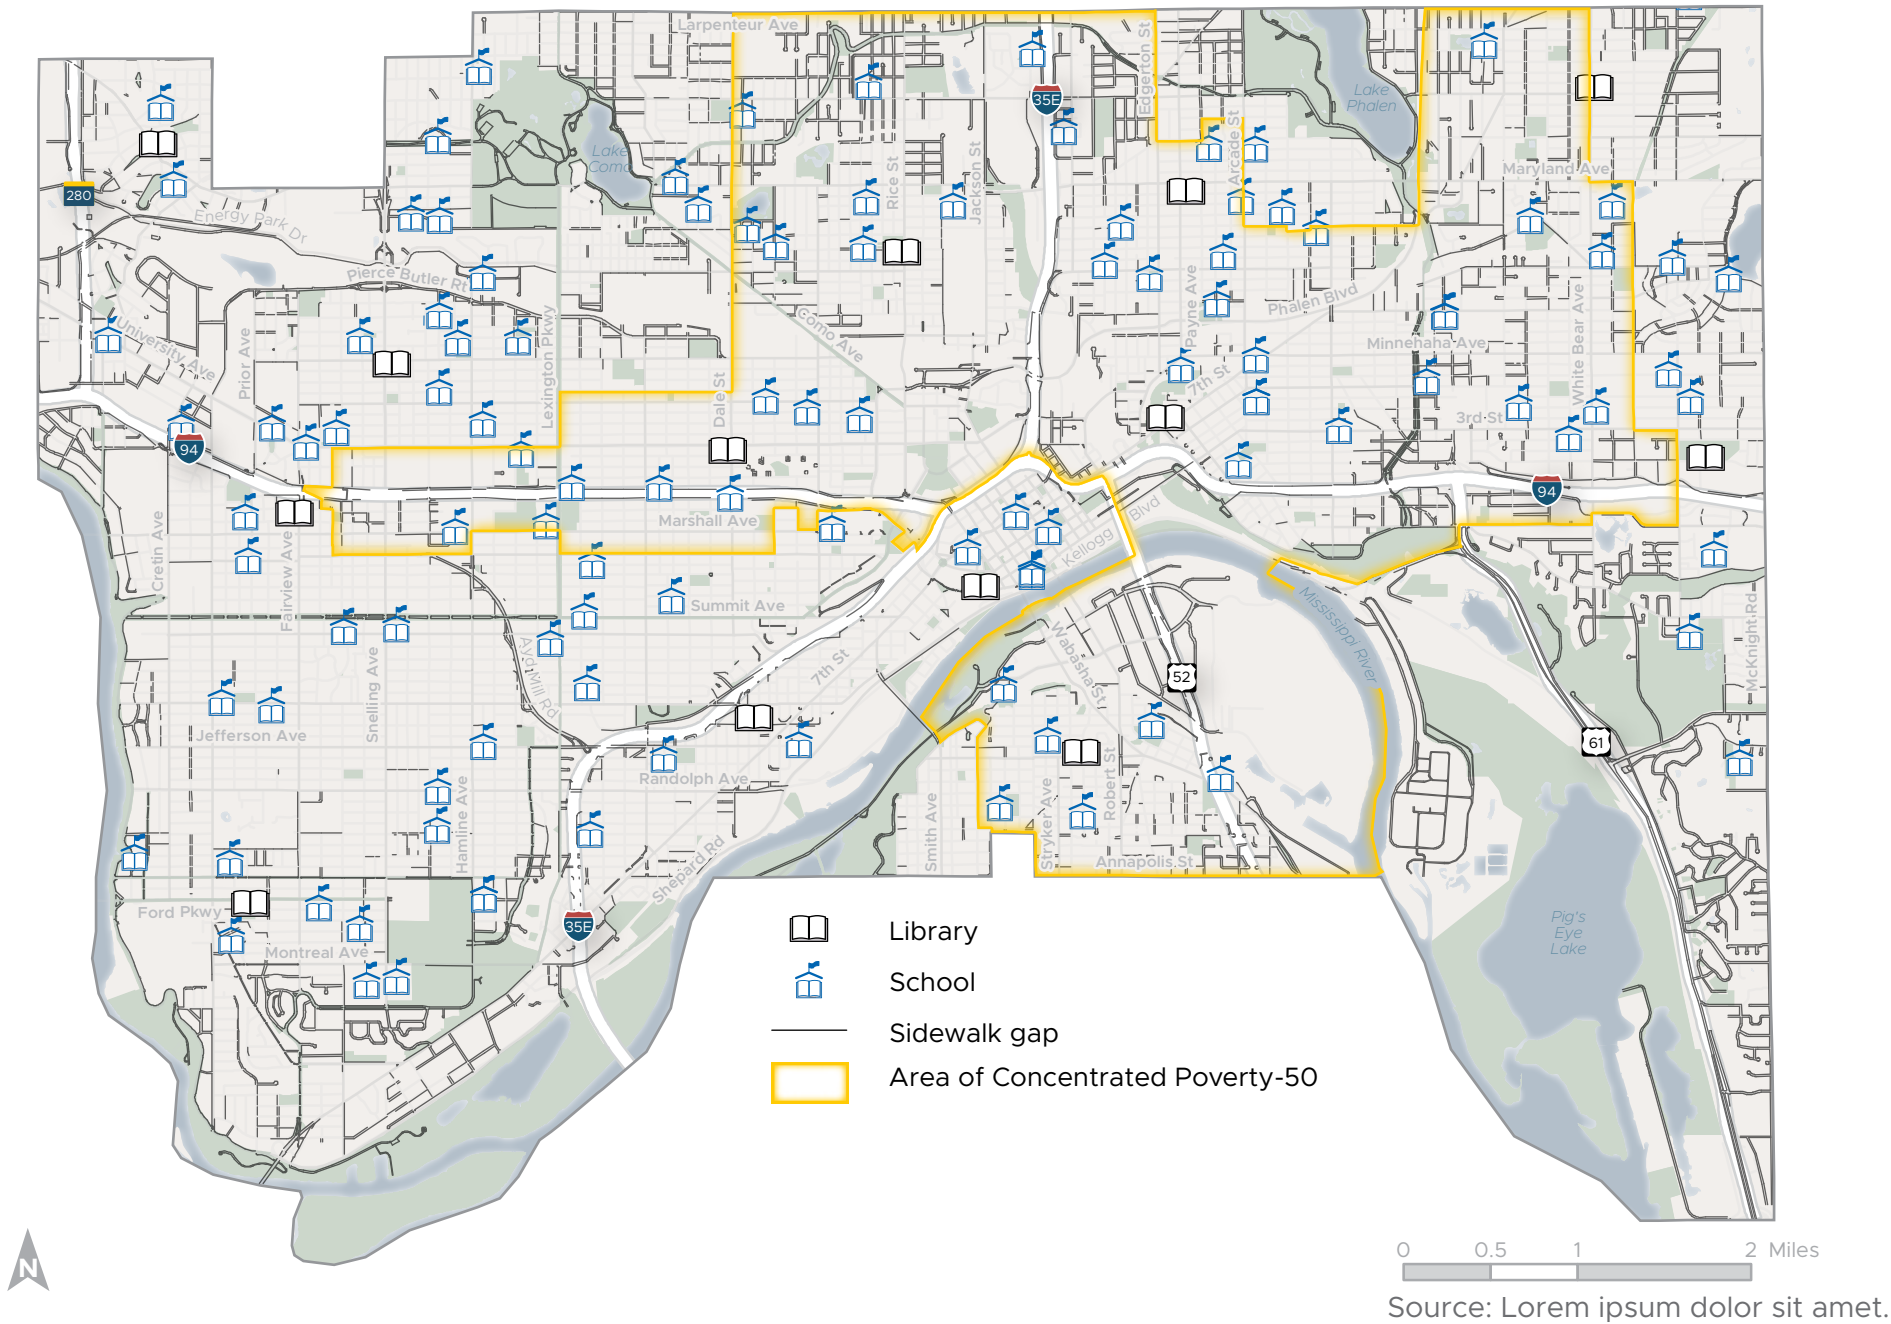 Larpenteur Ave
Edgerton St
Lake
Phalen
35E
Arcade St
Lake
Como
Rice St
Jackson St
Maryland Ave
280
Energy Park Dr
Pierce Butler Rt
Lexington Pkwy
Como Ave
Payne Ave
Phalen Blvd
White Bear Ave
University Ave
Prior Ave
Minnehaha Ave
Dale St
7th St
3rd St
94
94
Marshall Ave
Kellogg Blvd
Cretin Ave
Fairview Ave
Summit Ave
Mississippi River
McKnight Rd
Ayd Mill Rd
Wabasha St
7th St
52
Snelling Ave
Jefferson Ave
61
Randolph Ave
Hamline Ave
Smith Ave
Stryker Ave
Robert St
Annapolis St
Shepard Rd
Ford Pkwy
35E
Montreal Ave
Pig's
Eye
Lake
Library
School
Sidewalk gap
Area of Concentrated Poverty-50
N
0 0.5 1 2 Miles
Source: Lorem ipsum dolor sit amet.